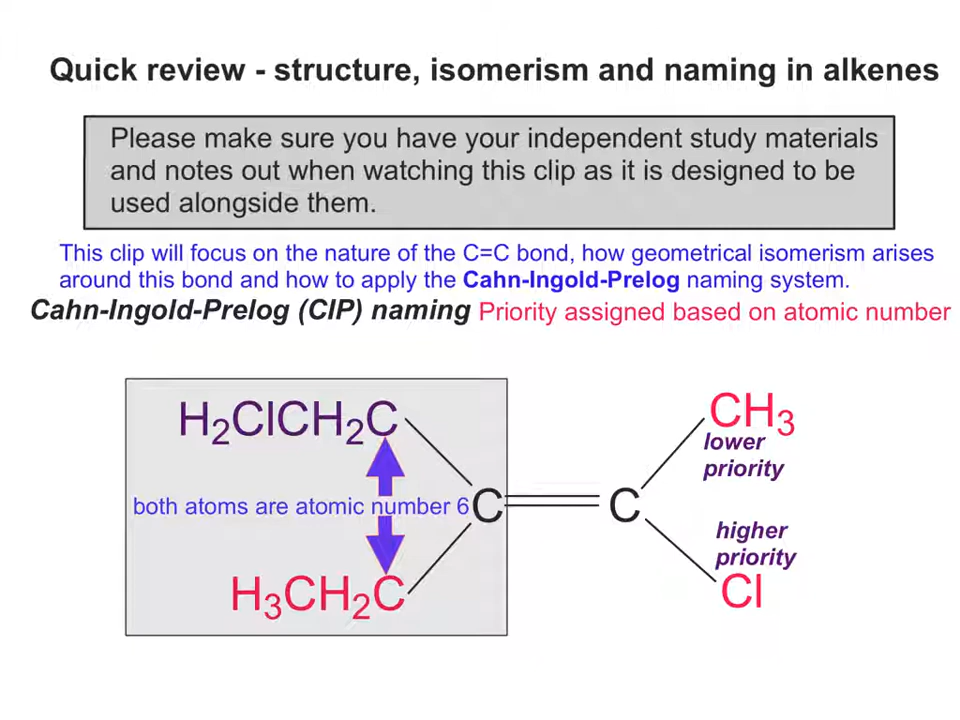 Quick review - structure, isomerism and naming in alkenes
Please make sure you have your independent study materials
and notes out when watching this clip as it is designed to be
used alongside them.
This clip will focus on the nature of the C=C bond, how geometrical isomerism arises
around this bond and how to apply the Cahn-Ingold-Prelog naming system.
Cahn-Ingold-Prelog (CIP) naming Priority assigned based on atomic number
H₂ClCH₂C
CH₃
lower
priority
both atoms are atomic number 6
C
C
higher
priority
H₃CH₂C
Cl